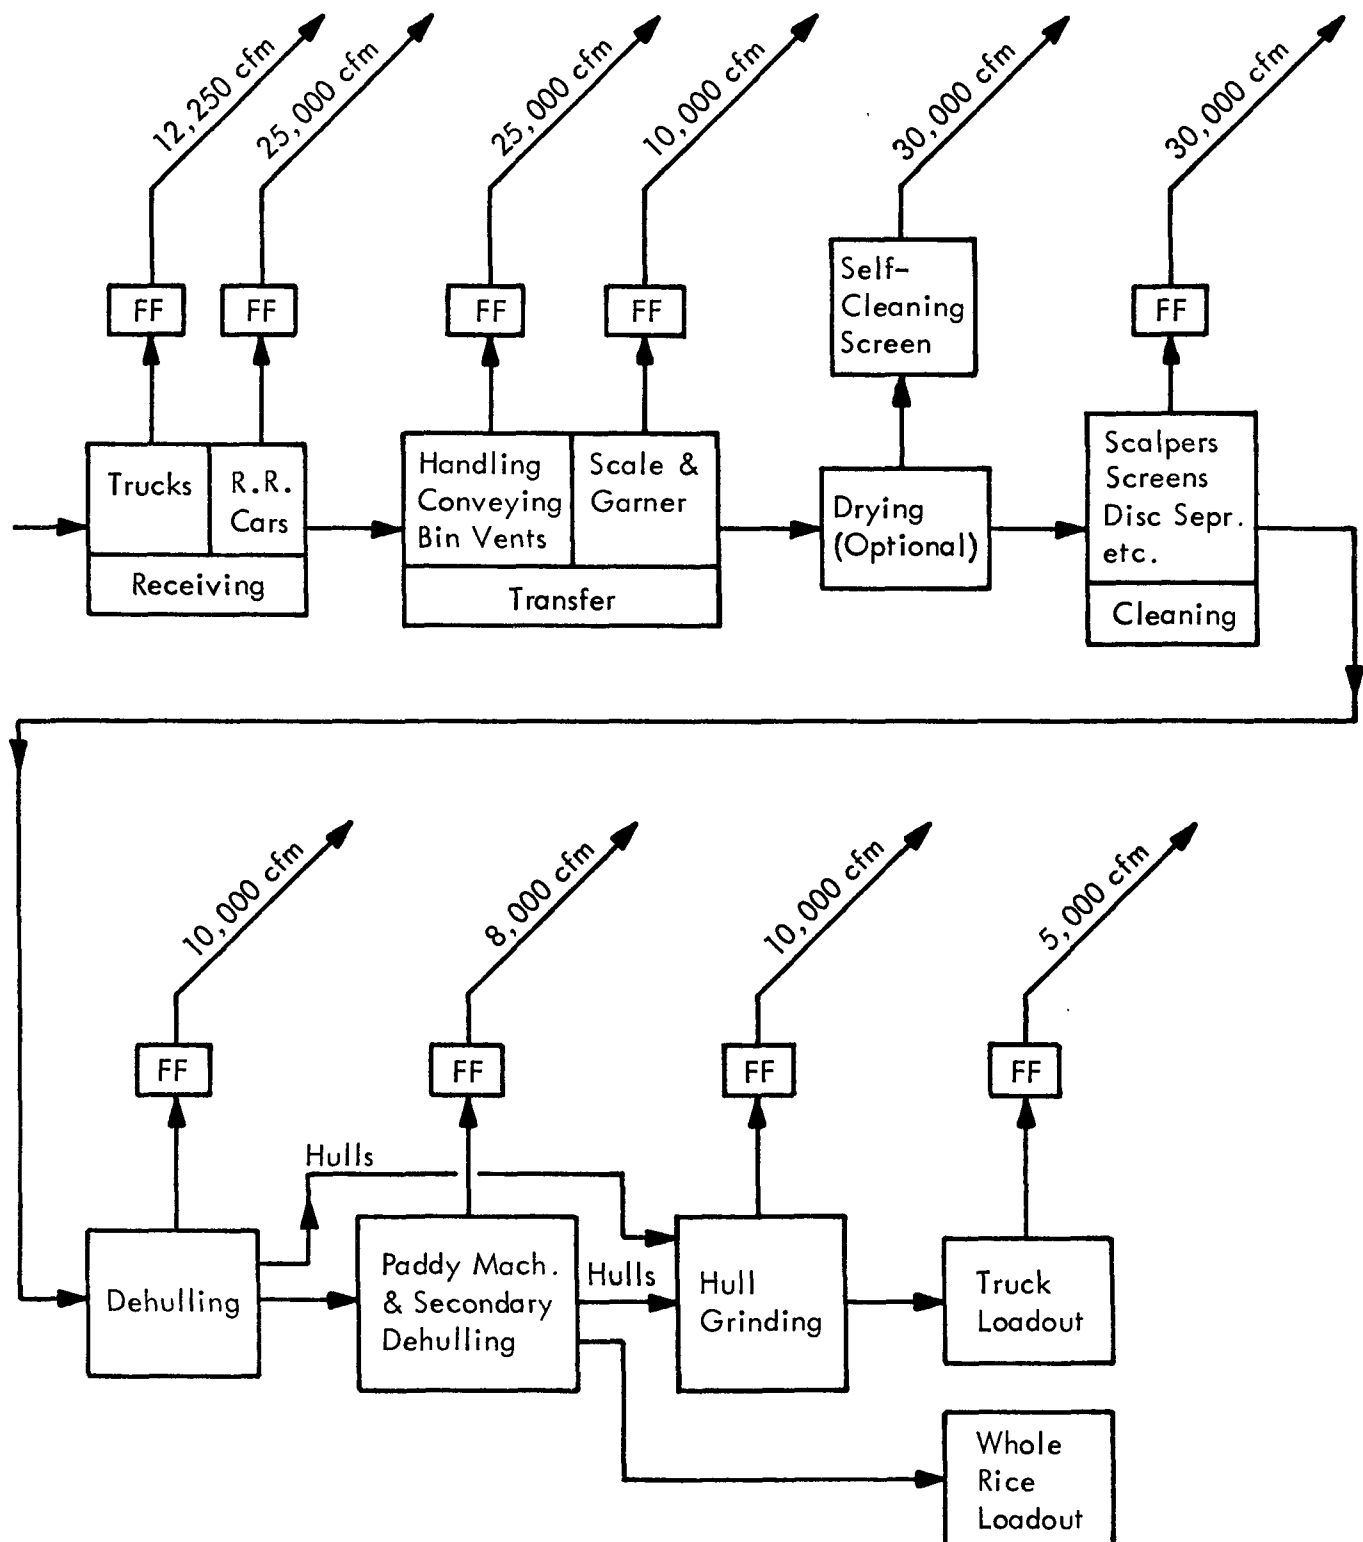 12,250 cfm
25,000 cfm
25,000 cfm
10,000 cfm
30,000 cfm
30,000 cfm
FF
FF
FF
FF
Self-
Cleaning
Screen
FF
Trucks
R.R.
Cars
Receiving
Handling
Conveying
Bin Vents
Scale &
Garner
Transfer
Drying
(Optional)
Scalpers
Screens
Disc Sepr.
etc.
Cleaning
10,000 cfm
8,000 cfm
10,000 cfm
5,000 cfm
FF
FF
FF
FF
Hulls
Dehulling
Paddy Mach.
& Secondary
Dehulling
Hulls
Hull
Grinding
Truck
Loadout
Whole
Rice
Loadout